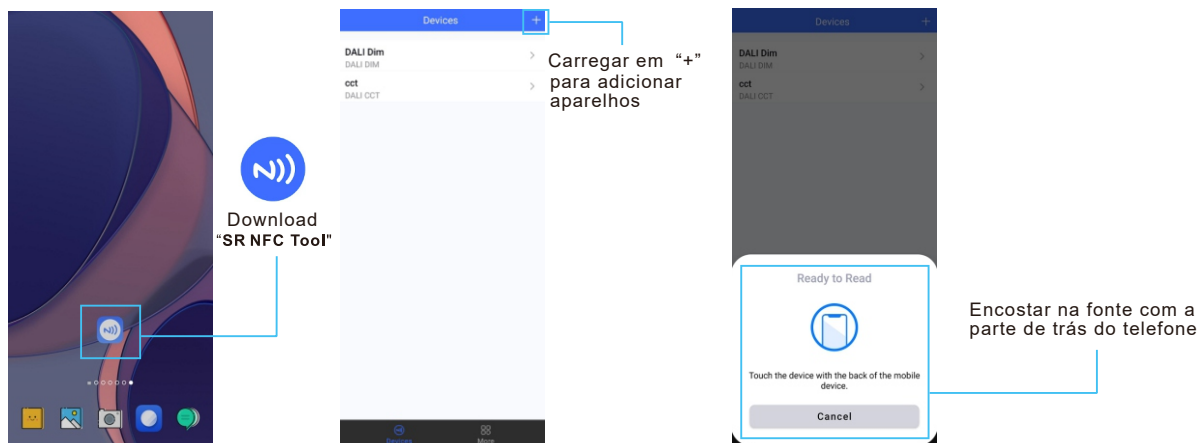 Download
“SR NFC Tool"
Devices
+
DALI Dim
DALI DIM
cct
DALI CCT
Devices
More
Carregar em “+”
para adicionar
aparelhos
Devices
+
DALI Dim
DALI DIM
cct
DALI CCT
Ready to Read
Touch the device with the back of the mobile
device.
Cancel
Encostar na fonte com a
parte de trás do telefone